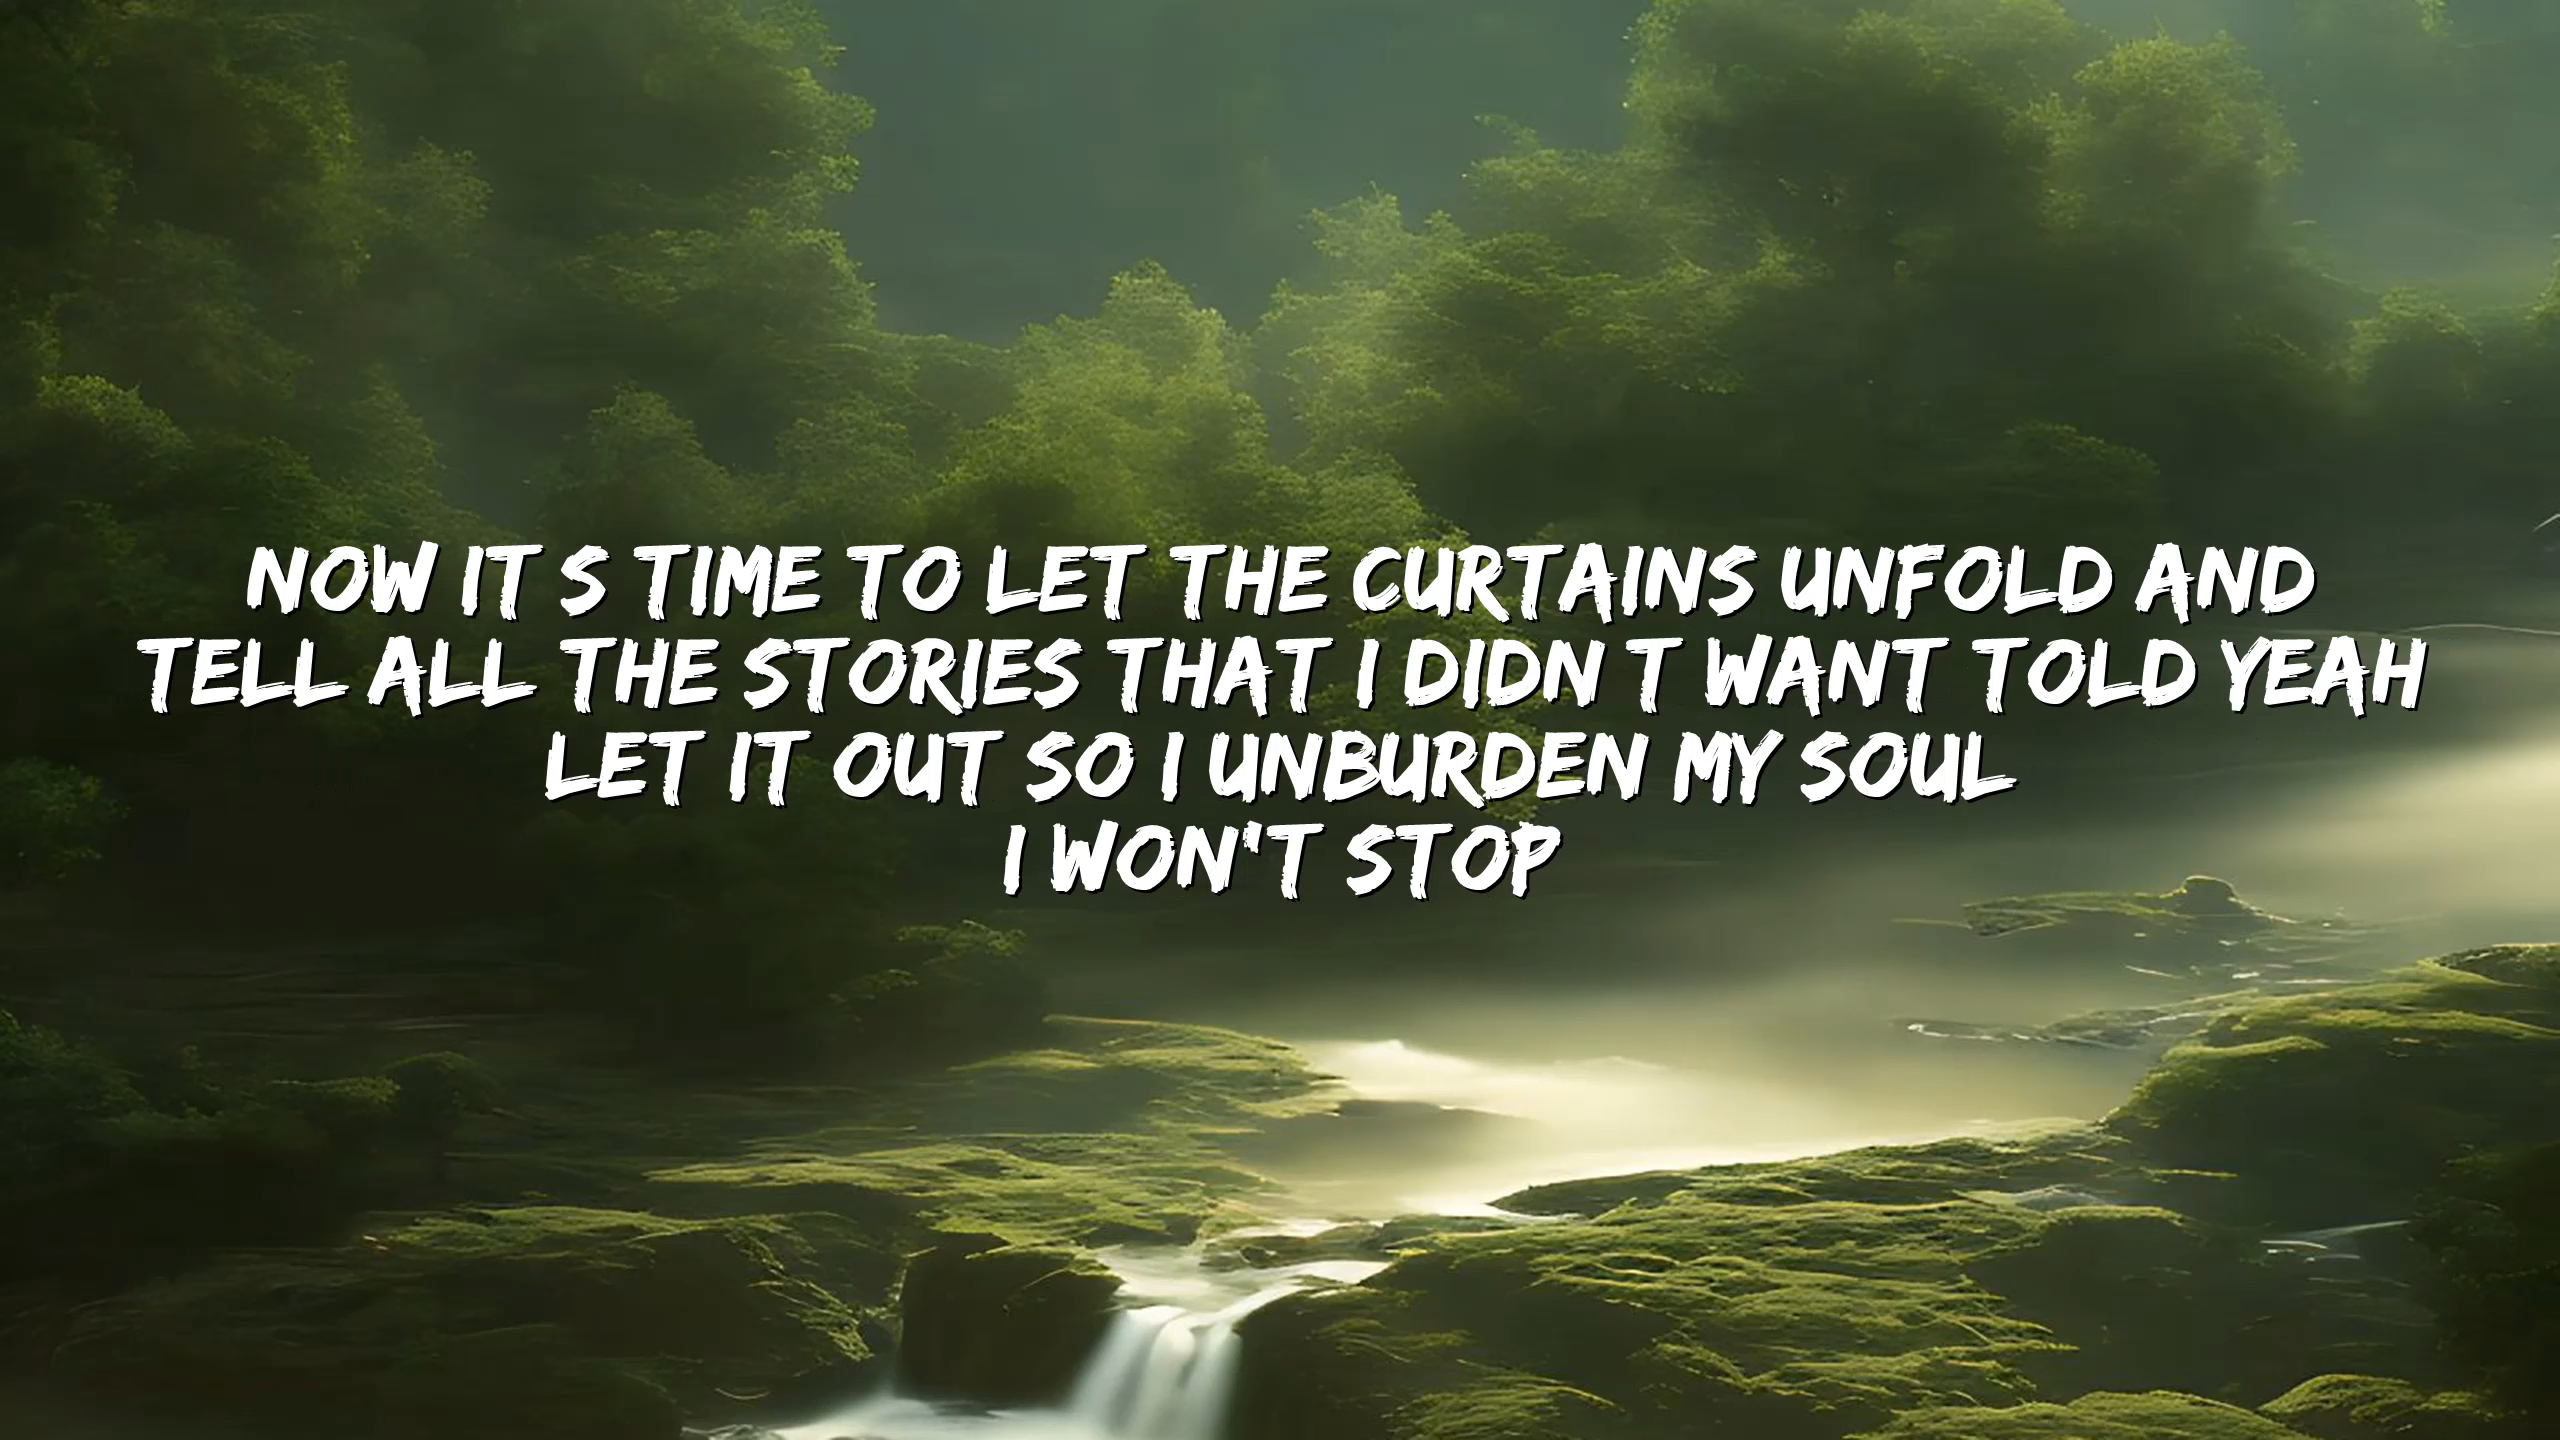 NOW IT S TIME TO LET THE CURTAINS UNFOLD AND
TELL ALL THE STORIES THAT I DIDN T WANT TOLD YEAH
LET IT OUT SO I UNBURDEN MY SOUL
I WON'T STOP